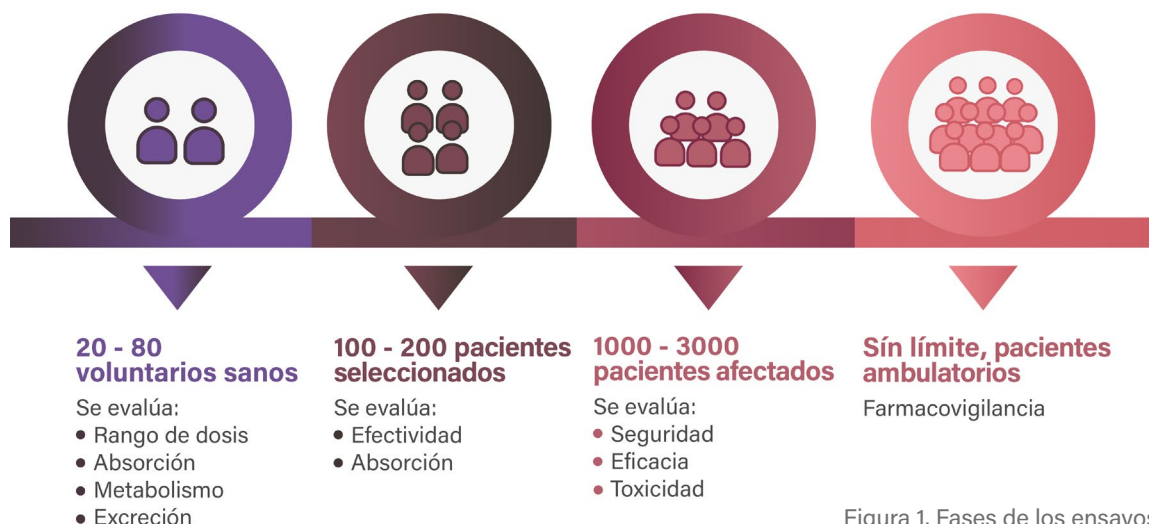 20 - 80
voluntarios sanos
Se evalúa:
• Rango de dosis
• Absorción
• Metabolismo
• Excreción
100 - 200 pacientes
seleccionados
Se evalúa:
• Efectividad
• Absorción
1000 - 3000
pacientes afectados
Se evalúa:
• Seguridad
• Eficacia
• Toxicidad
Sín límite, pacientes
ambulatorios
Farmacovigilancia
Figura 1. Fases de los ensayos